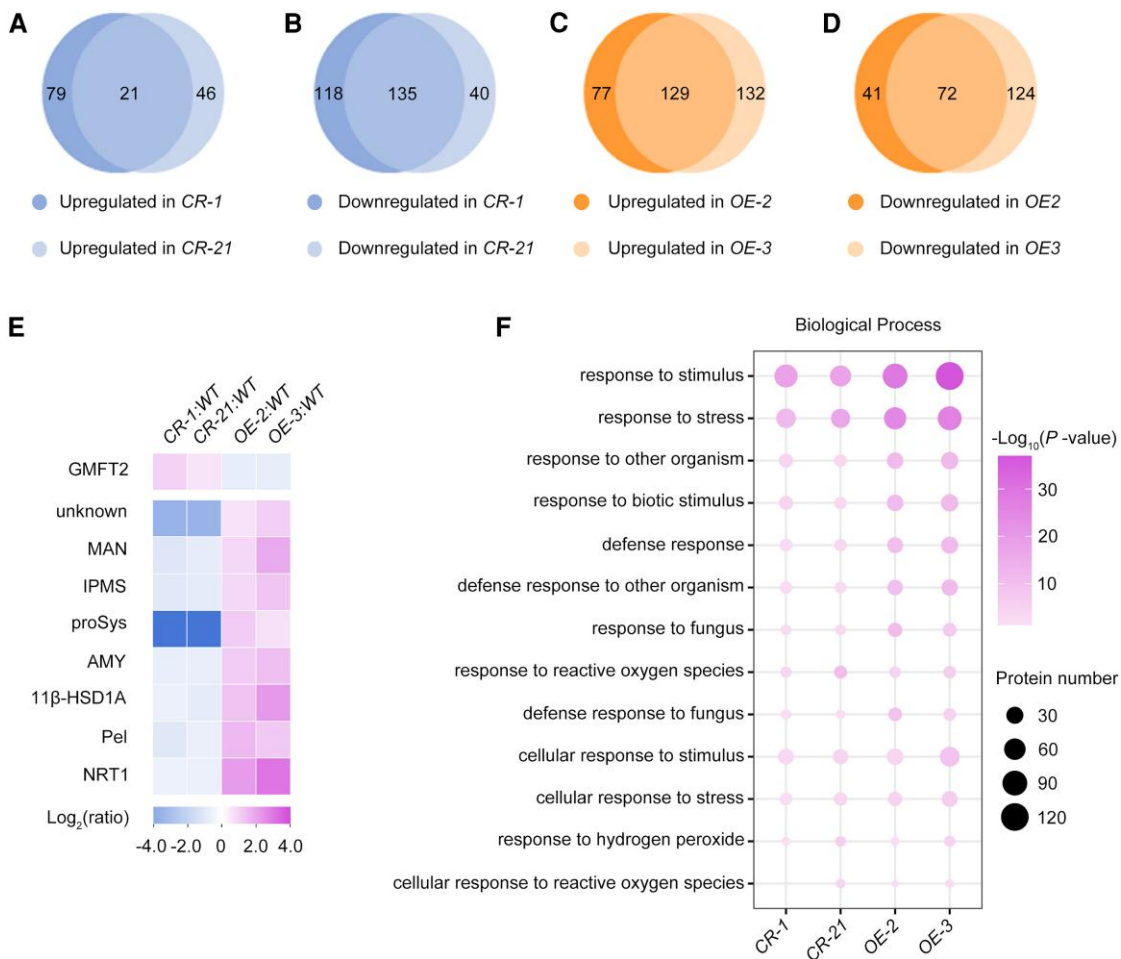 A
B
C
D
79
21
46
118
135
40
77
129
132
41
72
124
Upregulated in CR-1
Downregulated in CR-1
Upregulated in OE-2
Downregulated in OE2
Upregulated in CR-21
Downregulated in CR-21
Upregulated in OE-3
Downregulated in OE3
E
CR-1:WT
CR-21:WT
OE-2:WT
OE-3:WT
GMFT2
unknown
MAN
IPMS
proSys
AMY
11β-HSD1A
Pel
NRT1
Log₂(ratio)
-4.0 -2.0 0 2.0 4.0
F
Biological Process
response to stimulus
response to stress
response to other organism
response to biotic stimulus
defense response
defense response to other organism
response to fungus
response to reactive oxygen species
defense response to fungus
cellular response to stimulus
cellular response to stress
response to hydrogen peroxide
cellular response to reactive oxygen species
CR-1
CR-21
OE-2
OE-3
-Log₁₀(P -value)
30
20
10
Protein number
30
60
90
120